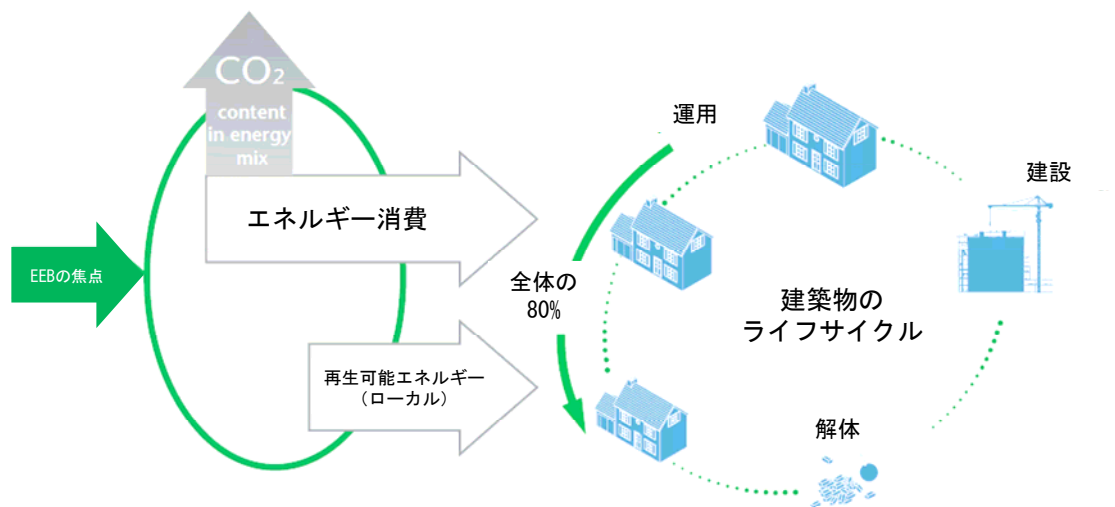 CO2
content
in energy
mix
エネルギー消費
EEBの焦点
再生可能エネルギー
（ローカル）
運用
全体の
80%
建設
建築物の
ライフサイクル
解体